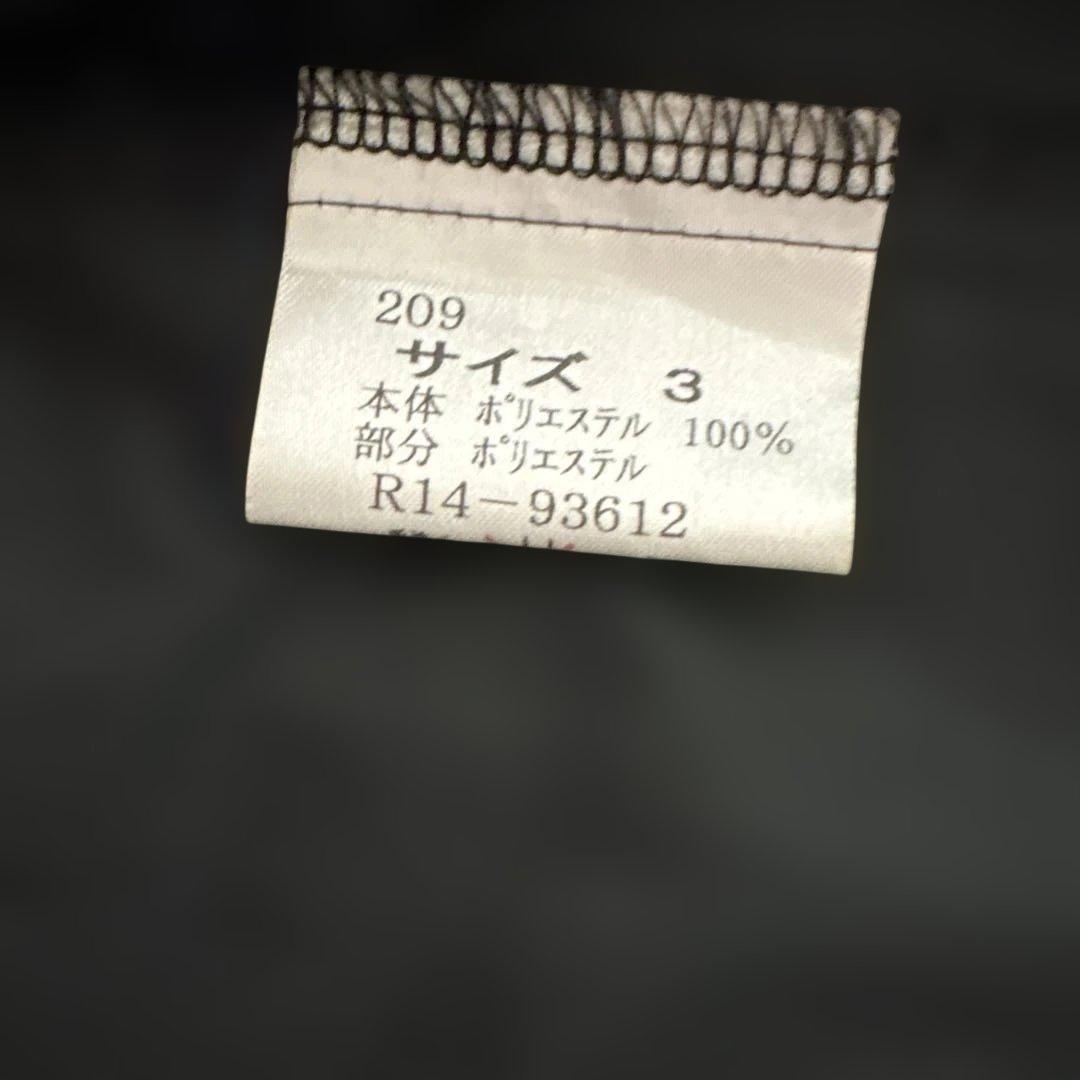 209
サイズ 3
本体 ポリエステル 100%
部分 ポリエステル
R14-93612